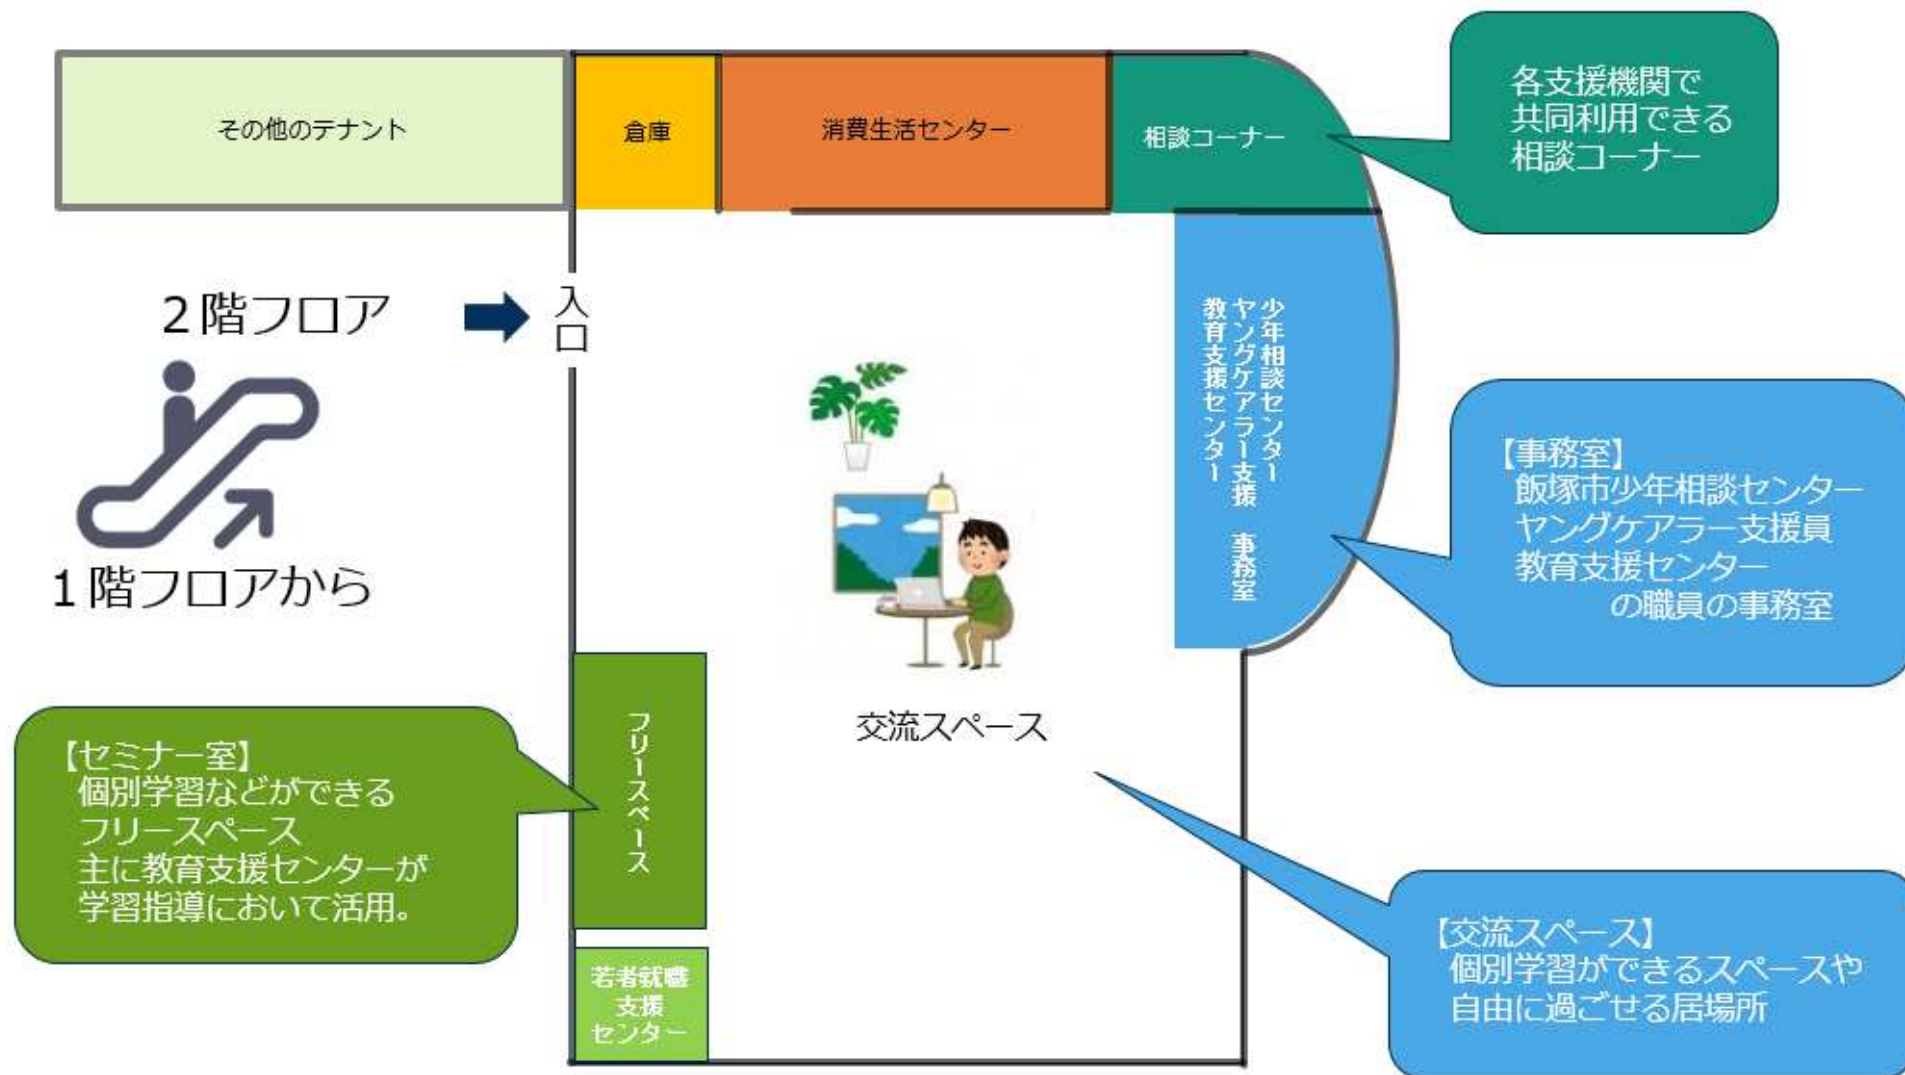 その他のテナント
倉庫
消費生活センター
相談コーナー
各支援機関で
共同利用できる
相談コーナー
２階フロア
入口
１階フロアから
少年相談センター
ヤングケアラー支援　事務室
教育支援センター
【事務室】
飯塚市少年相談センター
ヤングケアラー支援員
教育支援センター
の職員の事務室
交流スペース
フリースペース
【セミナー室】
個別学習などができる
フリースペース
主に教育支援センターが
学習指導において活用。
若者就職
支援
センター
【交流スペース】
個別学習ができるスペースや
自由に過ごせる居場所